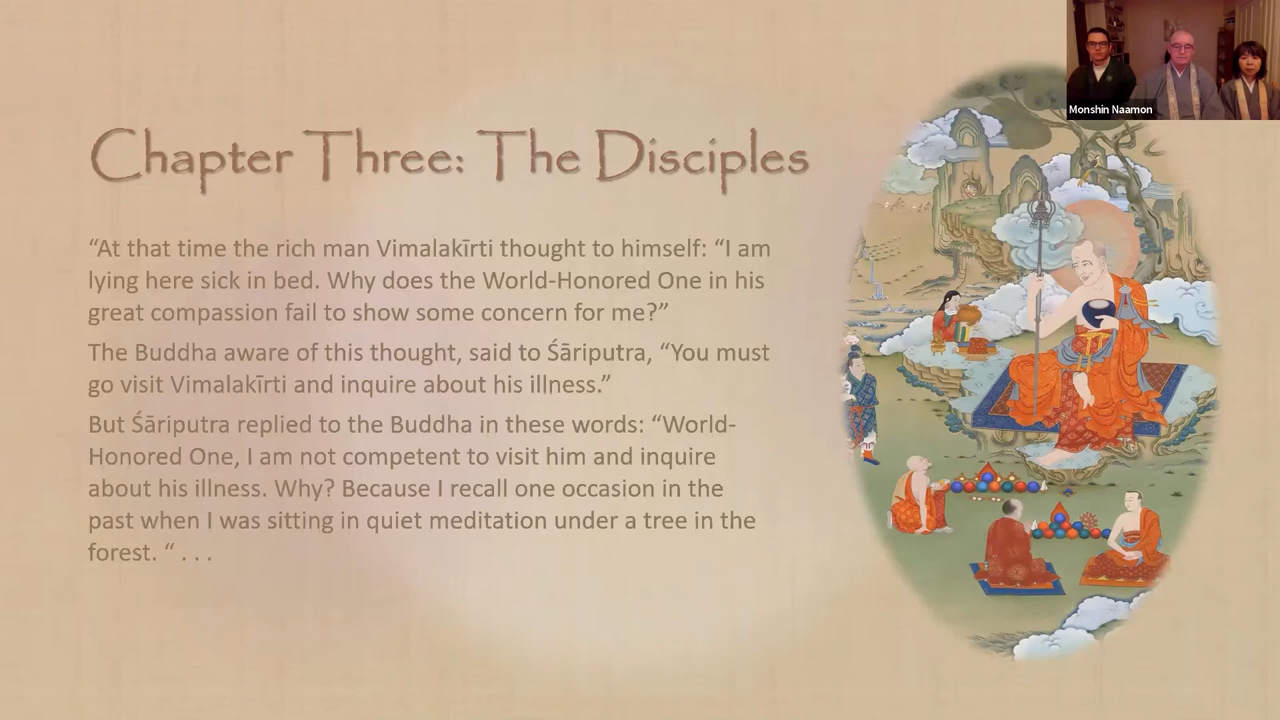 Monshin Naamon
Chapter Three: The Disciples
“At that time the rich man Vimalakīrti thought to himself: “I am
lying here sick in bed. Why does the World-Honored One in his
great compassion fail to show some concern for me?”
The Buddha aware of this thought, said to Śāriputra, “You must
go visit Vimalakīrti and inquire about his illness.”
But Śāriputra replied to the Buddha in these words: “World-
Honored One, I am not competent to visit him and inquire
about his illness. Why? Because I recall one occasion in the
past when I was sitting in quiet meditation under a tree in the
forest. “ . . .